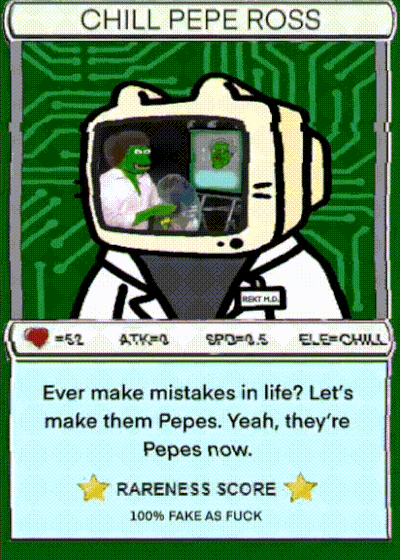 CHILL PEPE ROSS
REKT M.D.
=52 ATK=0 SPD=0.5 ELE=CHILL
Ever make mistakes in life? Let's
make them Pepes. Yeah, they're
Pepes now.
RARENESS SCORE
100% FAKE AS FUCK